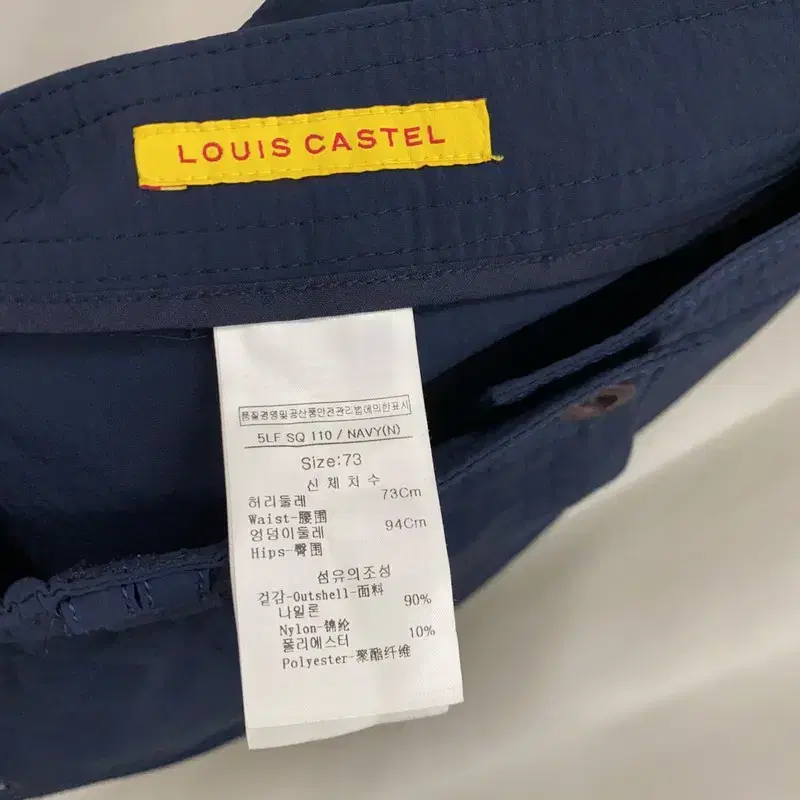 LOUIS CASTEL
품질경영및공산품안전관리법에의한표시
5LF SQ 110 / NAVY(N)
Size:73
신체치수
허리둘레 73Cm
Waist-腰围
엉덩이둘레 94Cm
Hips-臀围
섬유의조성
겉감-Outshell-面料
나일론 90%
Nylon-锦纶
폴리에스터 10%
Polyester-聚酯纤维